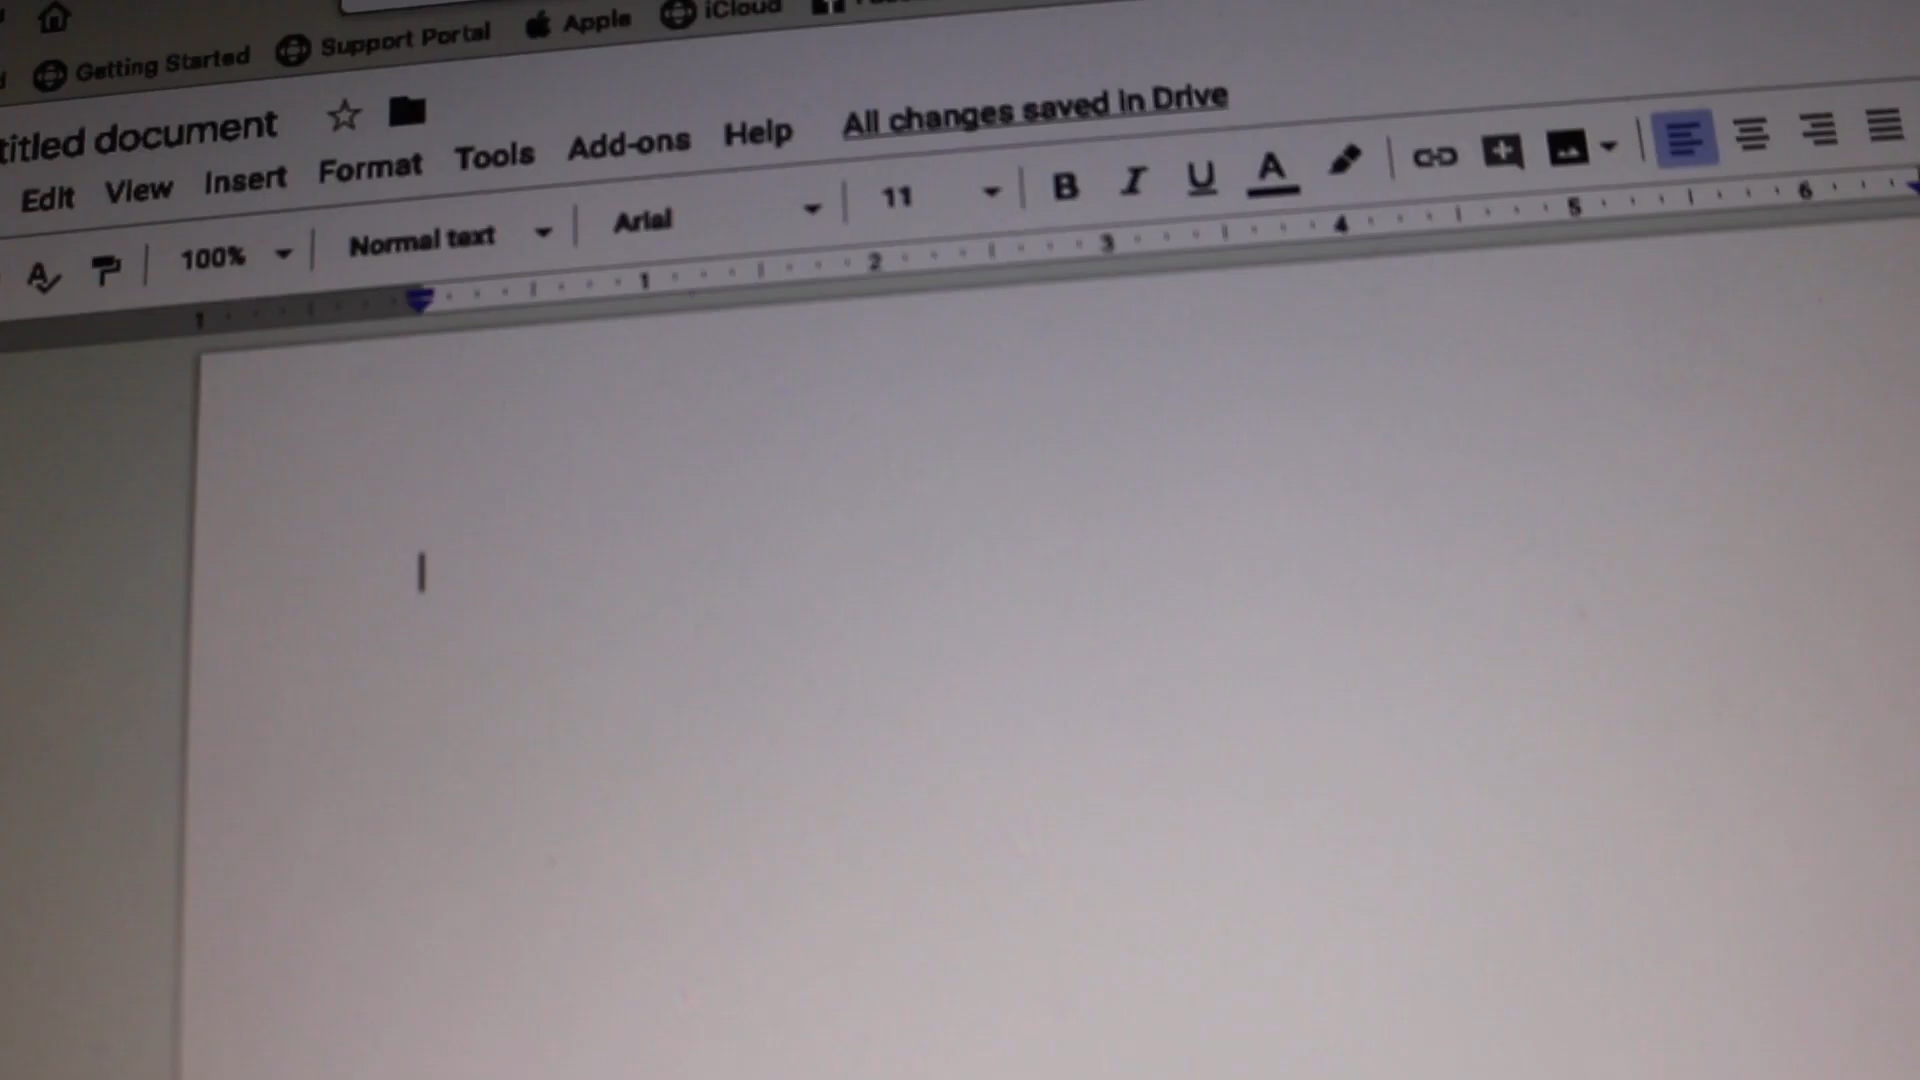 Getting Started Support Portal Apple iCloud
titled document
Edit View Insert Format Tools Add-ons Help All changes saved in Drive
100% Normal text Arial 11 B I U A
1 1 2 3 4 5 6